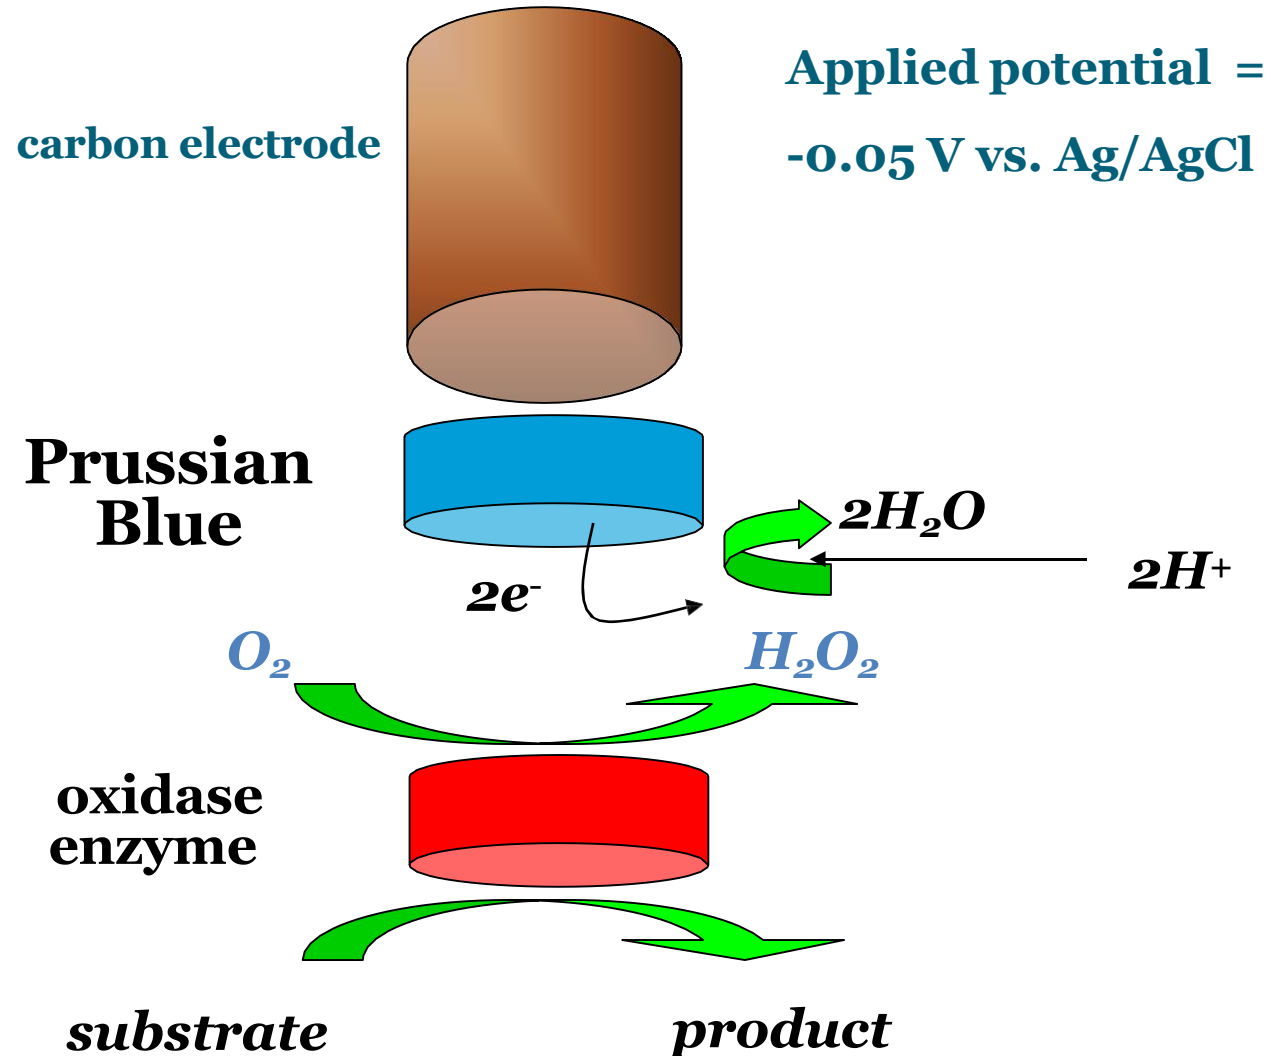 Applied potential =
-0.05 V vs. Ag/AgCl
carbon electrode
Prussian
Blue
2H₂O
2H⁺
2e⁻
O₂
H₂O₂
oxidase
enzyme
substrate
product